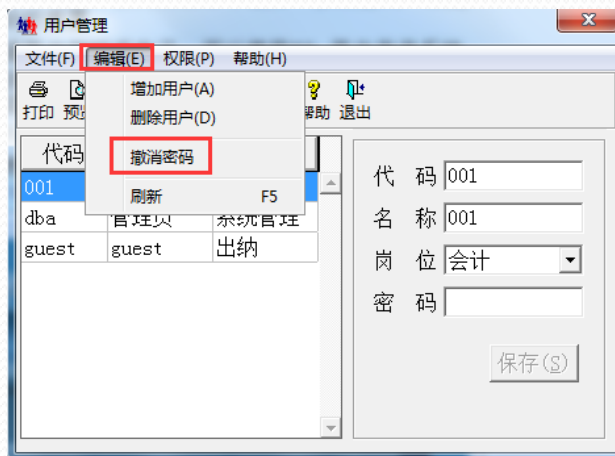 用户管理
文件(F) 编辑(E) 权限(P) 帮助(H)
打印 预览 帮助 退出
增加用户(A)
删除用户(D)
撤消密码
刷新 F5
代码
001
dba 管理员 系统管理
guest guest 出纳
代 码 001
名 称 001
岗 位 会计
密 码
保存(S)